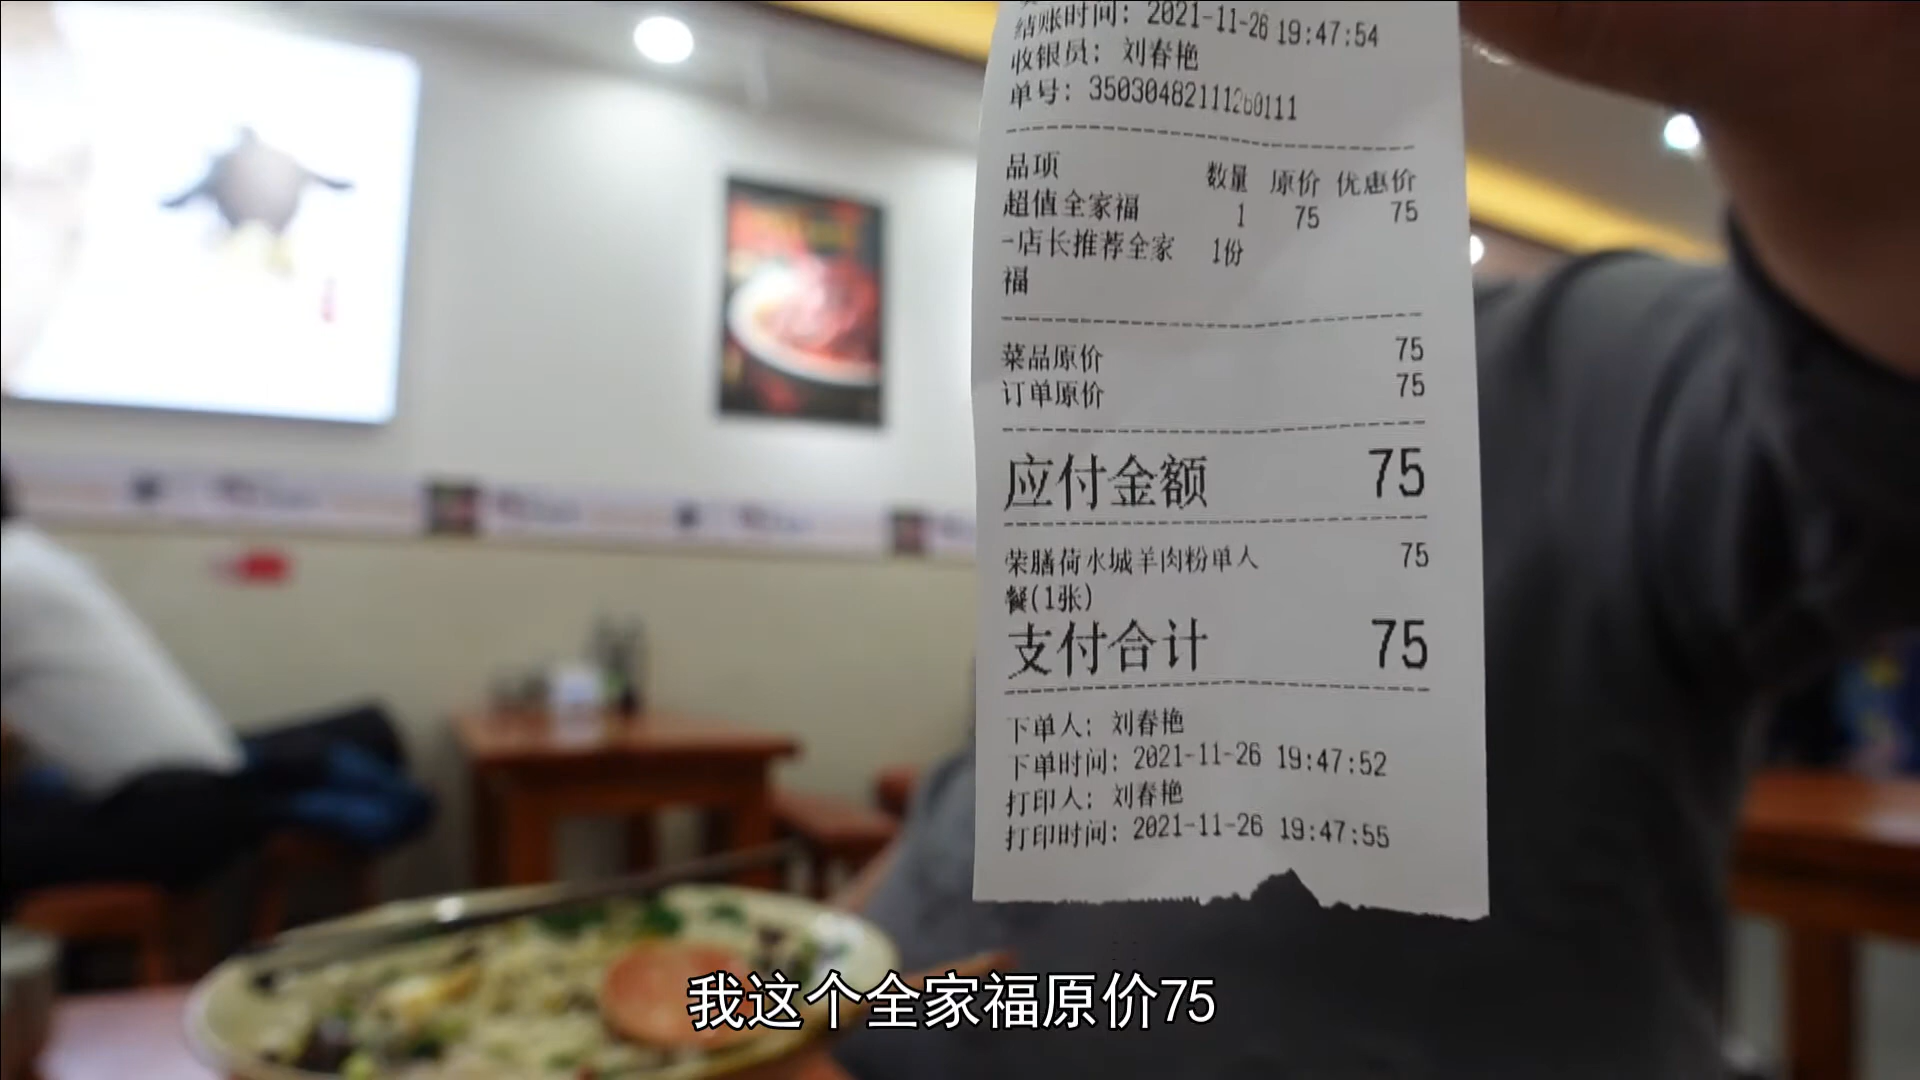 结账时间: 2021-11-26 19:47:54
收银员: 刘春艳
单号: 35030482111260111
品项 数量 原价 优惠价
超值全家福 1 75 75
-店长推荐全家 1份
福
菜品原价 75
订单原价 75
应付金额 75
荣膳荷水城羊肉粉单人 75
餐(1张)
支付合计 75
下单人: 刘春艳
下单时间: 2021-11-26 19:47:52
打印人: 刘春艳
打印时间: 2021-11-26 19:47:55
我这个全家福原价75